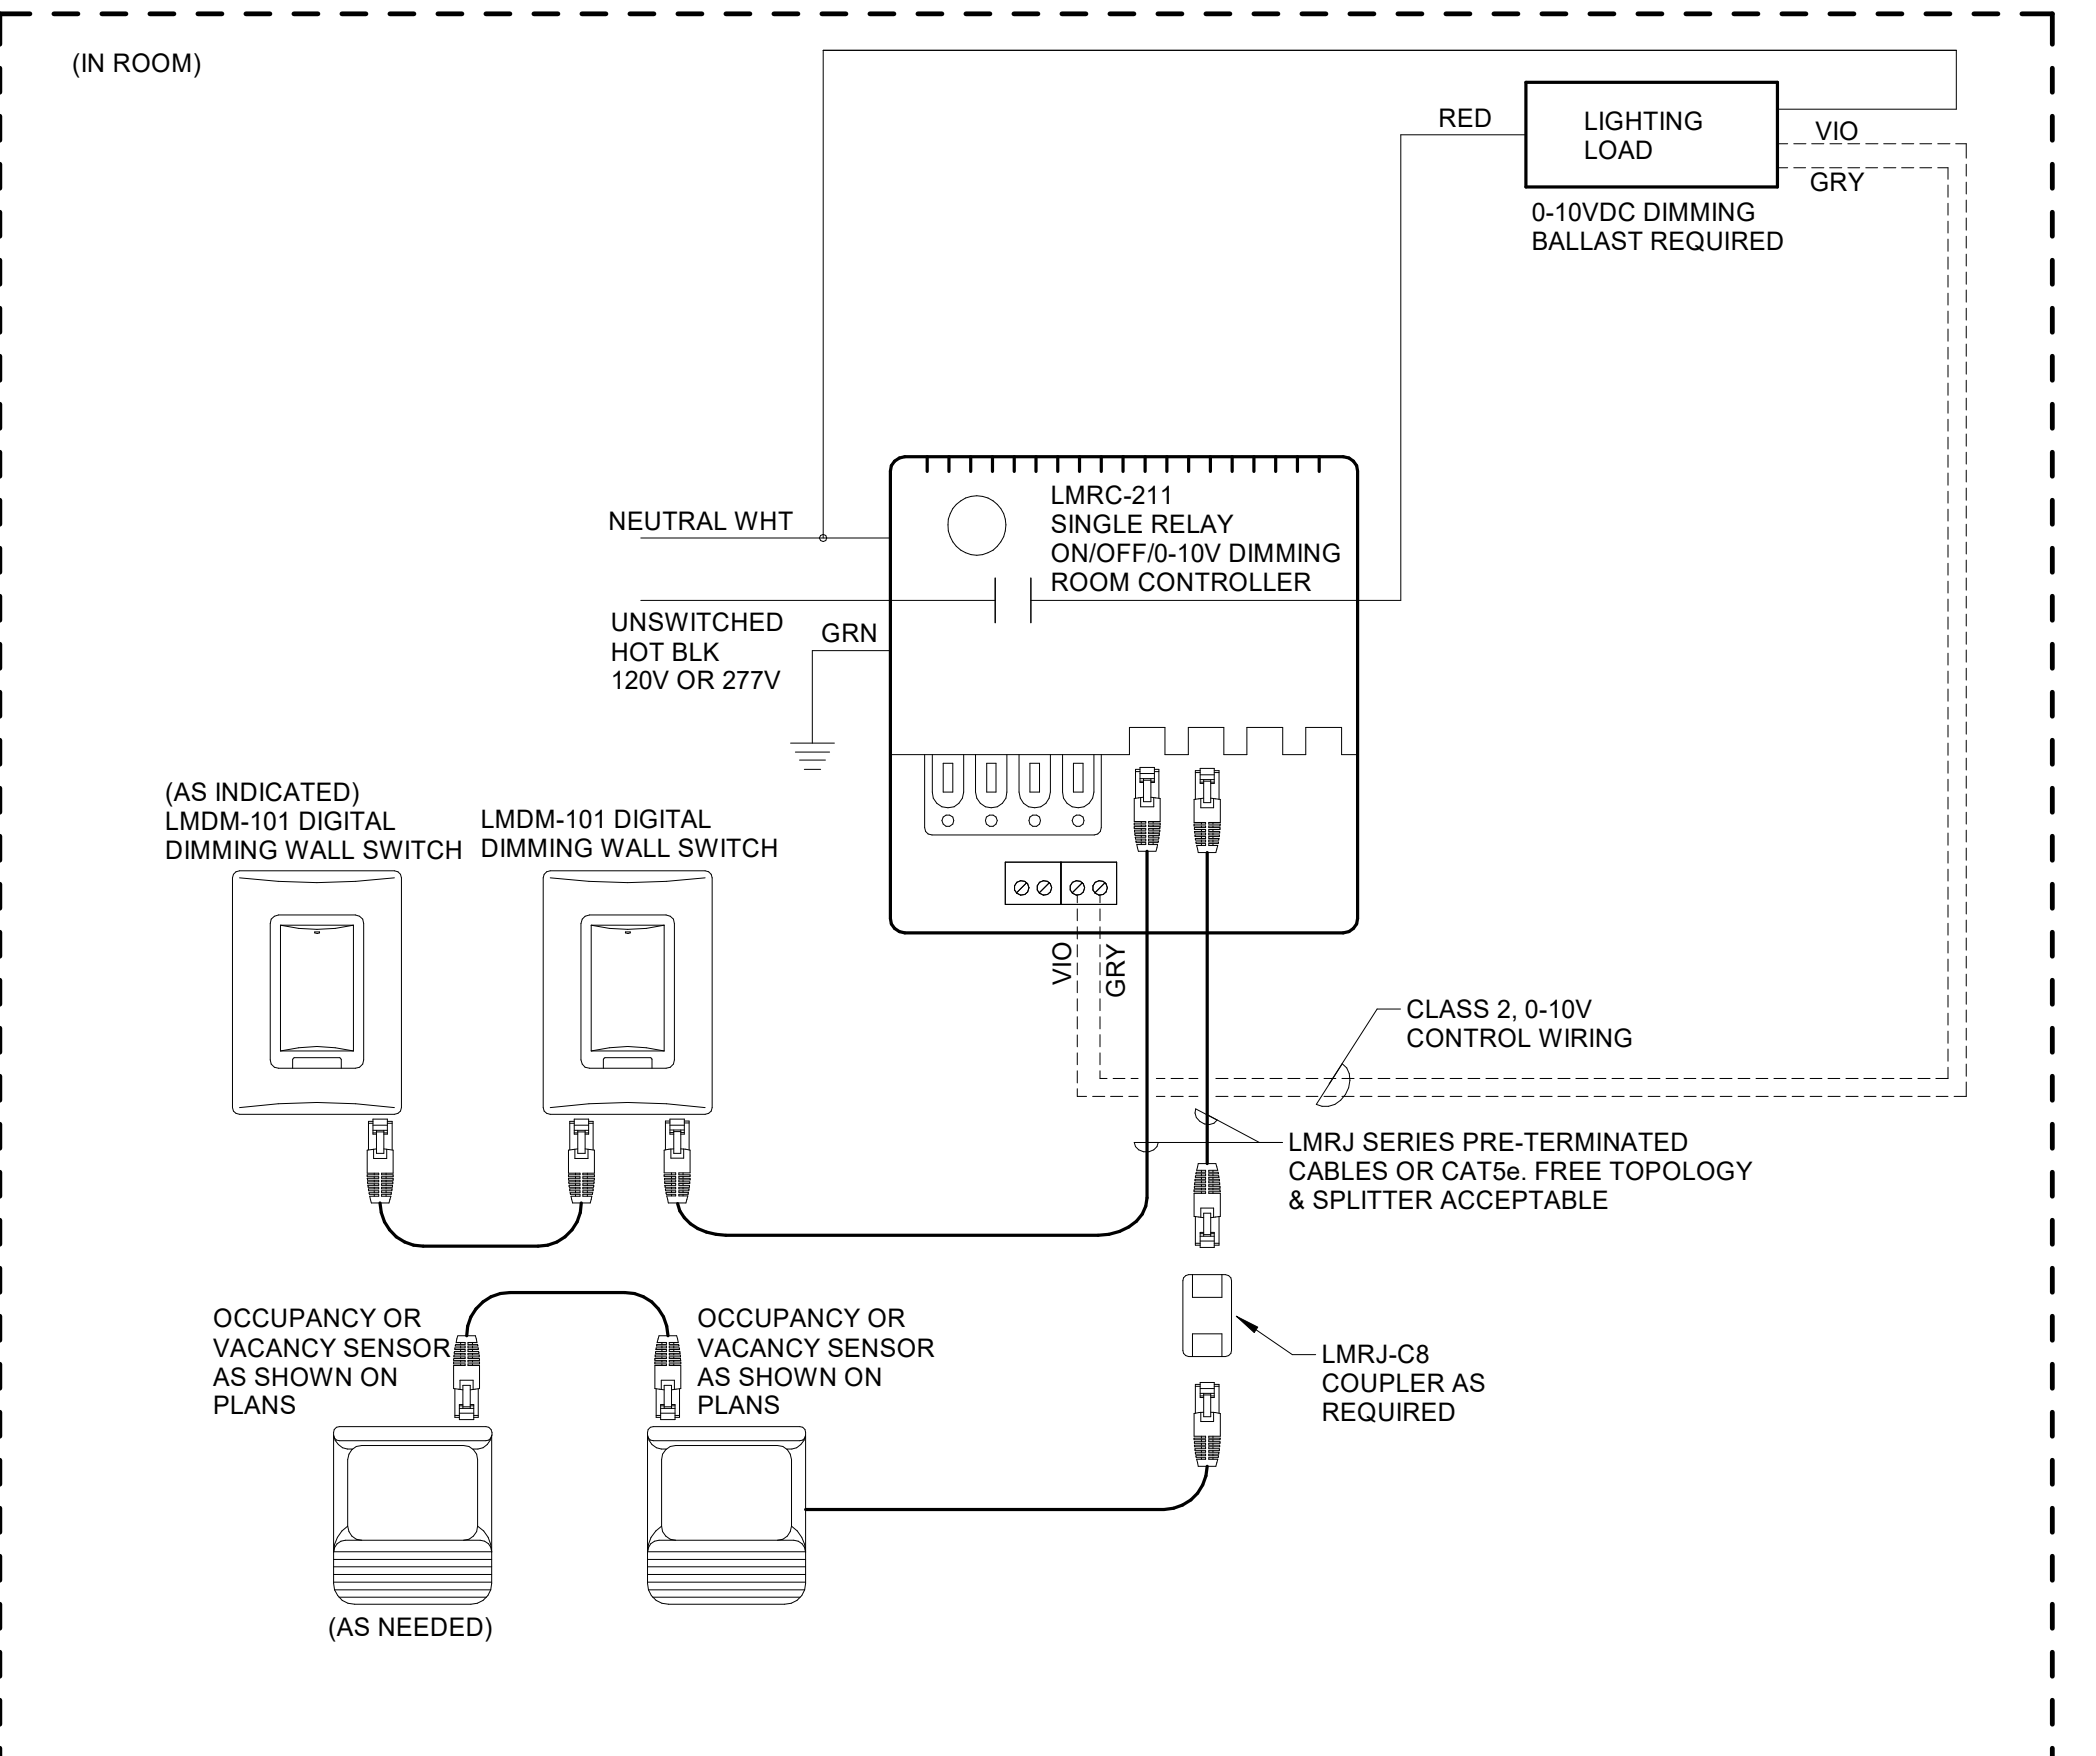 (IN ROOM)
RED
LIGHTING
LOAD
VIO
GRY
0-10VDC DIMMING
BALLAST REQUIRED
NEUTRAL WHT
LMRC-211
SINGLE RELAY
ON/OFF/0-10V DIMMING
ROOM CONTROLLER
UNSWITCHED
HOT BLK
120V OR 277V
GRN
(AS INDICATED)
LMDM-101 DIGITAL
DIMMING WALL SWITCH
LMDM-101 DIGITAL
DIMMING WALL SWITCH
VIO
GRY
CLASS 2, 0-10V
CONTROL WIRING
LMRJ SERIES PRE-TERMINATED
CABLES OR CAT5e. FREE TOPOLOGY
& SPLITTER ACCEPTABLE
OCCUPANCY OR
VACANCY SENSOR
AS SHOWN ON
PLANS
OCCUPANCY OR
VACANCY SENSOR
AS SHOWN ON
PLANS
LMRJ-C8
COUPLER AS
REQUIRED
(AS NEEDED)